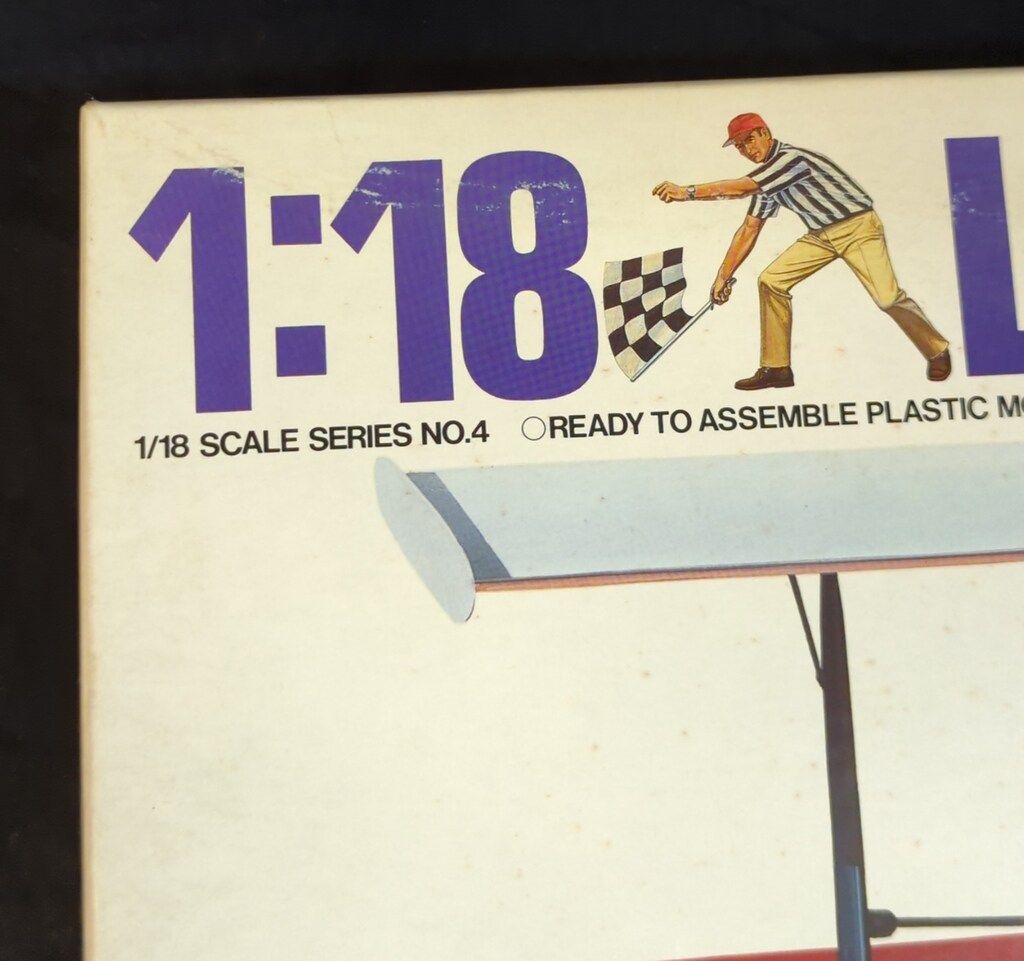 1:18 L
1/18 SCALE SERIES NO.4 ○READY TO ASSEMBLE PLASTIC